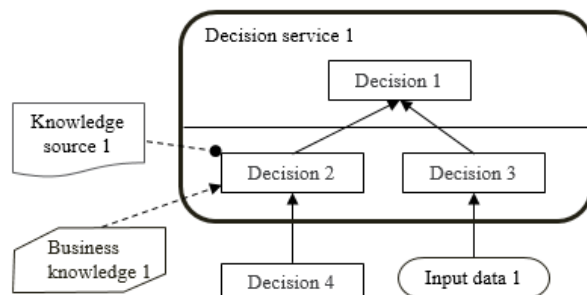 Decision service 1
Decision 1
Knowledge
source 1
Decision 2
Decision 3
Business
knowledge 1
Decision 4
Input data 1